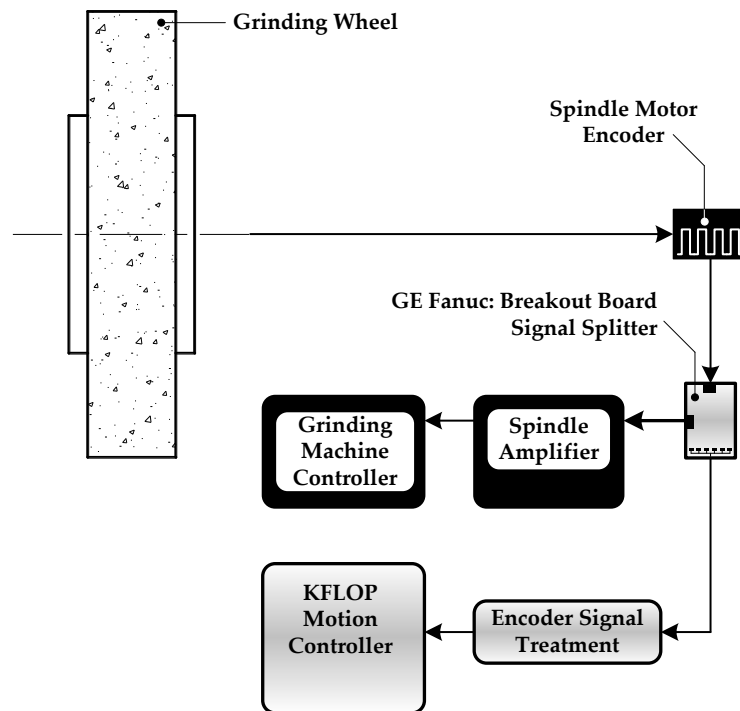 Grinding Wheel
Spindle Motor
Encoder
GE Fanuc: Breakout Board
Signal Splitter
Grinding
Machine
Controller
Spindle
Amplifier
KFLOP
Motion
Controller
Encoder Signal
Treatment